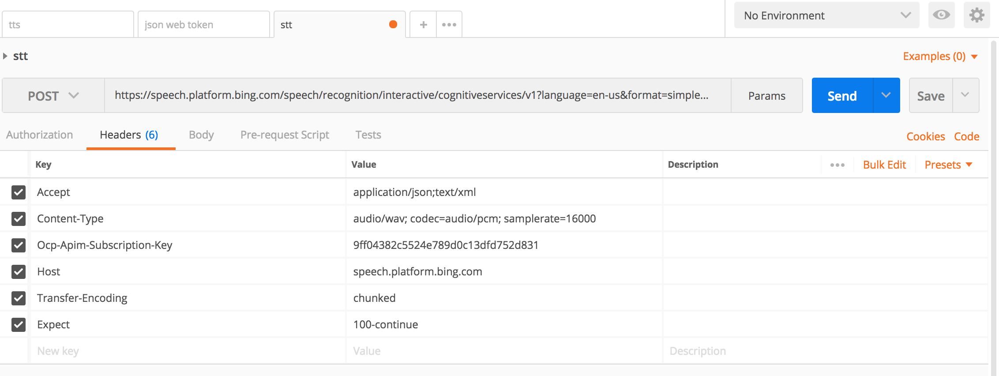 tts
json web token
stt
No Environment
stt
Examples (0)
POST
https://speech.platform.bing.com/speech/recognition/interactive/cognitiveservices/v1?language=en-us&format=simple...
Params
Send
Save
Authorization
Headers (6)
Body
Pre-request Script
Tests
Cookies
Code
Key
Value
Description
Bulk Edit
Presets
Accept
application/json;text/xml
Content-Type
audio/wav; codec=audio/pcm; samplerate=16000
Ocp-Apim-Subscription-Key
9ff04382c5524e789d0c13dfd752d831
Host
speech.platform.bing.com
Transfer-Encoding
chunked
Expect
100-continue
New key
Value
Description